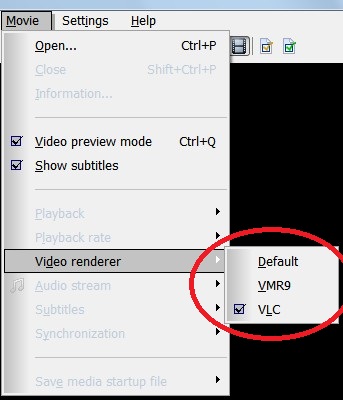 Movie Settings Help
Open... Ctrl+P
Close Shift+Ctrl+P
Information...
Video preview mode Ctrl+Q
Show subtitles
Playback
Playback rate
Video renderer
Default
Audio stream
VMR9
Subtitles
VLC
Synchronization
Save media startup file